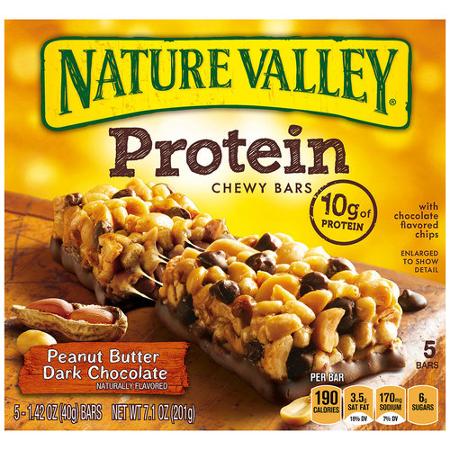 NATURE VALLEY®
Protein
CHEWY BARS
10g of
PROTEIN
with
chocolate
flavored
chips
ENLARGED
TO SHOW
DETAIL
Peanut Butter
Dark Chocolate
NATURALLY FLAVORED
5
BARS
PER BAR
190
CALORIES
3.5g
SAT FAT
18% DV
170mg
SODIUM
7% DV
6g
SUGARS
5 - 1.42 OZ (40g) BARS NET WT 7.1 OZ (201g)